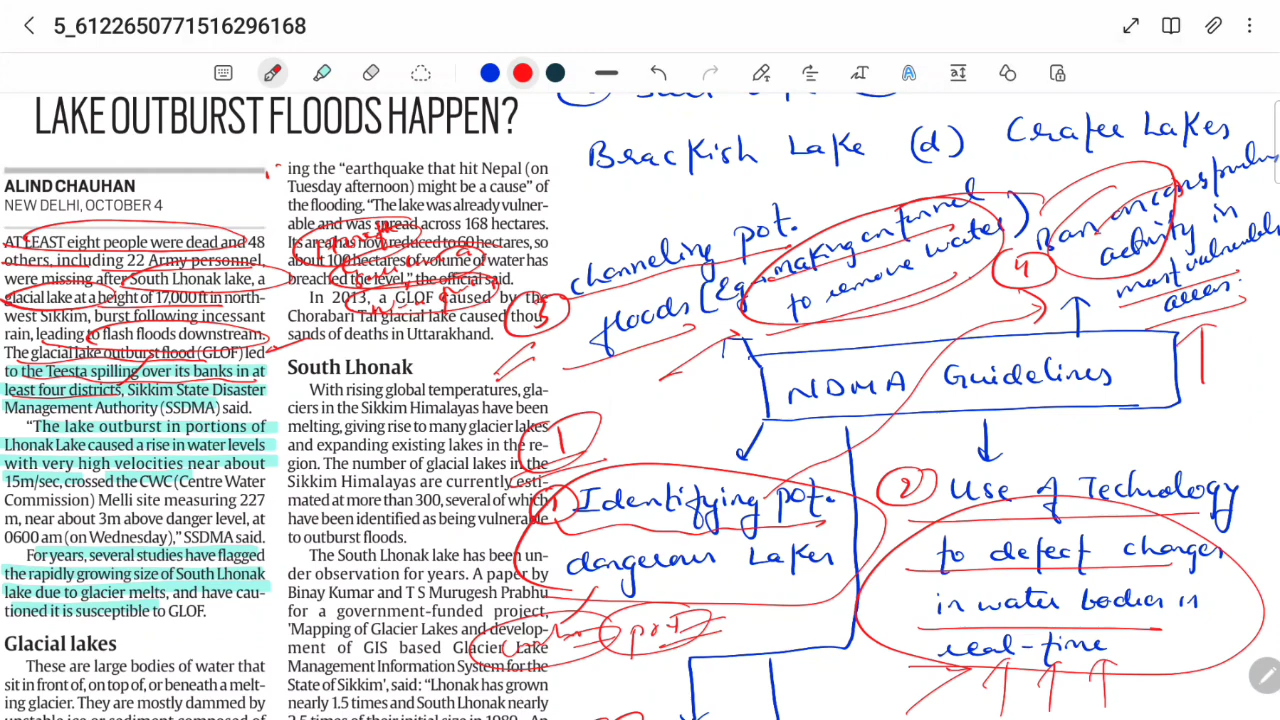 5_6122650771516296168
LAKE OUTBURST FLOODS HAPPEN?
ALIND CHAUHAN
NEW DELHI, OCTOBER 4
AT LEAST eight people were dead and 48
others, including 22 Army personnel,
were missing after South Lhonak lake, a
glacial lake at a height of 17,000 ft in north-
west Sikkim, burst following incessant
rain, leading to flash floods downstream.
The glacial lake outburst flood (GLOF) led
to the Teesta spilling over its banks in at
least four districts, Sikkim State Disaster
Management Authority (SSDMA) said.
"The lake outburst in portions of
Lhonak Lake caused a rise in water levels
with very high velocities near about
15m/sec, crossed the CWC (Centre Water
Commission) Melli site measuring 227
m, near about 3m above danger level, at
0600 am (on Wednesday)," SSDMA said.
For years, several studies have flagged
the rapidly growing size of South Lhonak
lake due to glacier melts, and have cau-
tioned it is susceptible to GLOF.
Glacial lakes
These are large bodies of water that
sit in front of, on top of, or beneath a melt-
ing glacier. They are mostly dammed by
ing the "earthquake that hit Nepal (on
Tuesday afternoon) might be a cause" of
the flooding. "The lake was already vulner-
able and was spread across 168 hectares.
Its area has now reduced to 60 hectares, so
about 100 hectares of volume of water has
breached the level," the official said.
In 2013, a GLOF caused by the
Chorabari Tal glacial lake caused thou-
sands of deaths in Uttarakhand.
South Lhonak
With rising global temperatures, gla-
ciers in the Sikkim Himalayas have been
melting, giving rise to many glacier lakes
and expanding existing lakes in the re-
gion. The number of glacial lakes in the
Sikkim Himalayas are currently esti-
mated at more than 300, several of which
have been identified as being vulnerable
to outburst floods.
The South Lhonak lake has been un-
der observation for years. A paper by
Binay Kumar and T S Murugesh Prabhu
for a government-funded project,
'Mapping of Glacier Lakes and develop-
ment of GIS based Glacier Lake
Management Information System for the
State of Sikkim', said: "Lhonak has grown
nearly 1.5 times and South Lhonak nearly
Brackish Lake (d) Crater Lakes
3 channeling pot.
floods (Eg. making a tunnel
to remove water)
4 Ban on construction
activity in
most vulnerable
areas.
NDMA Guidelines
1
1 Identifying pot.
dangerous Lakes
pot
2 Use of Technology
to detect changes
in water bodies in
real-time